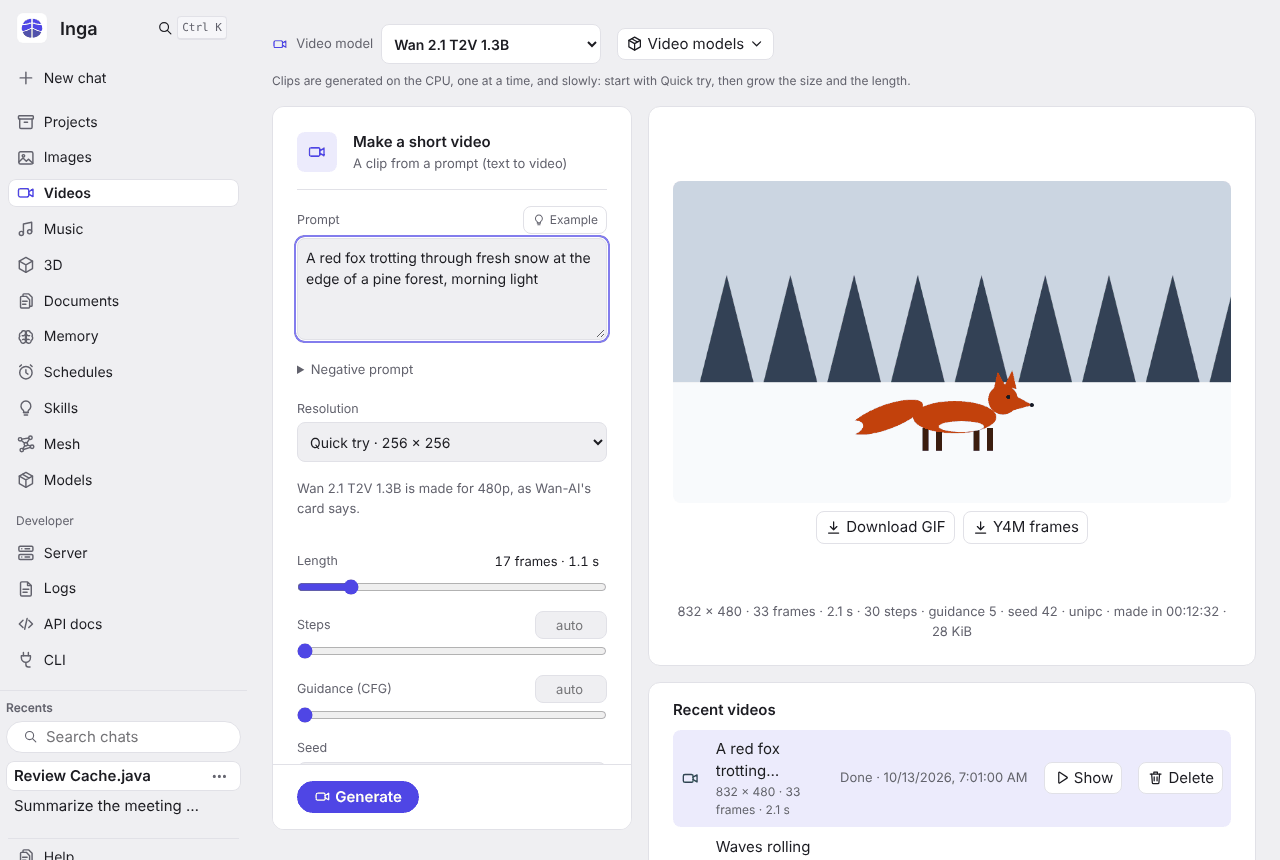 Inga
Ctrl K
New chat
Projects
Images
Videos
Music
3D
Documents
Memory
Schedules
Skills
Mesh
Models
Developer
Server
Logs
API docs
CLI
Recents
Search chats
Review Cache.java
Summarize the meeting ...
Help
Video model
Wan 2.1 T2V 1.3B
Video models
Clips are generated on the CPU, one at a time, and slowly: start with Quick try, then grow the size and the length.
Make a short video
A clip from a prompt (text to video)
Prompt
Example
A red fox trotting through fresh snow at the
edge of a pine forest, morning light
Negative prompt
Resolution
Quick try · 256 × 256
Wan 2.1 T2V 1.3B is made for 480p, as Wan-AI's
card says.
Length
17 frames · 1.1 s
Steps
auto
Guidance (CFG)
auto
Seed
Generate
Download GIF
Y4M frames
832 × 480 · 33 frames · 2.1 s · 30 steps · guidance 5 · seed 42 · unipc · made in 00:12:32 ·
28 KiB
Recent videos
A red fox
trotting...
832 × 480 · 33
frames · 2.1 s
Done · 10/13/2026, 7:01:00 AM
Show
Delete
Waves rolling